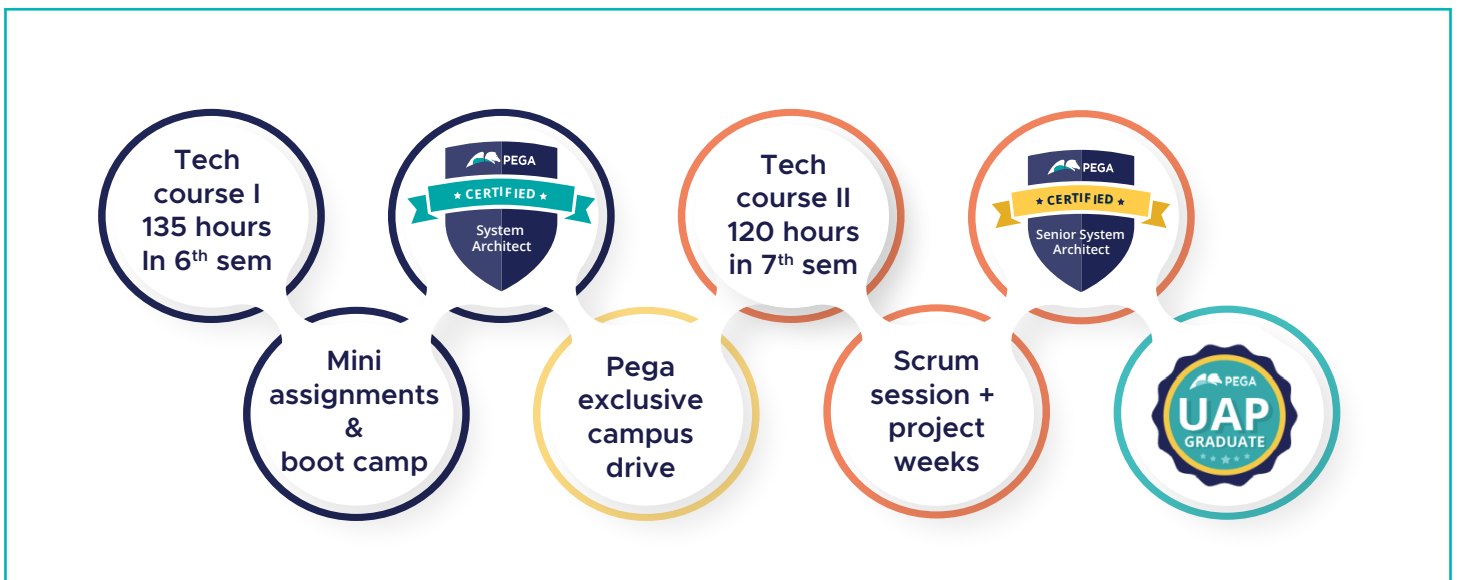 Tech
course I
135 hours
In 6th sem
Mini
assignments
&
boot camp
PEGA
CERTIFIED
System
Architect
Pega
exclusive
campus
drive
Tech
course II
120 hours
in 7th sem
Scrum
session +
project
weeks
PEGA
CERTIFIED
Senior System
Architect
PEGA
UAP
GRADUATE